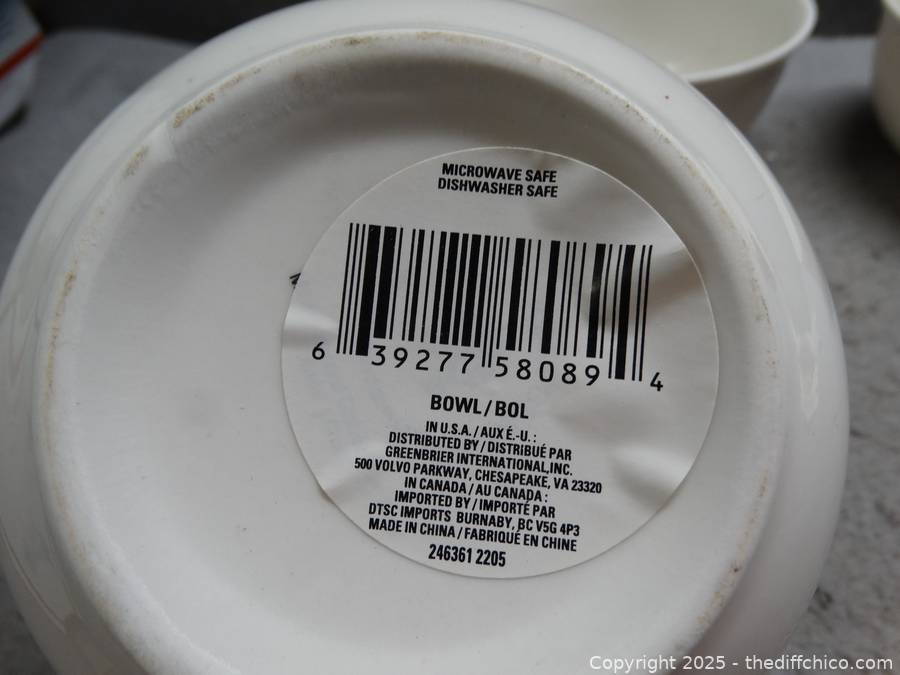 MICROWAVE SAFE
DISHWASHER SAFE
6 39277 58089 4
BOWL / BOL
IN U.S.A. / AUX É.-U. :
DISTRIBUTED BY / DISTRIBUÉ PAR
GREENBRIER INTERNATIONAL,INC.
500 VOLVO PARKWAY, CHESAPEAKE, VA 23320
IN CANADA / AU CANADA :
IMPORTED BY / IMPORTÉ PAR
DTSC IMPORTS BURNABY, BC V5G 4P3
MADE IN CHINA / FABRIQUÉ EN CHINE
246361 2205
Copyright © 2025 - thediffchico.com